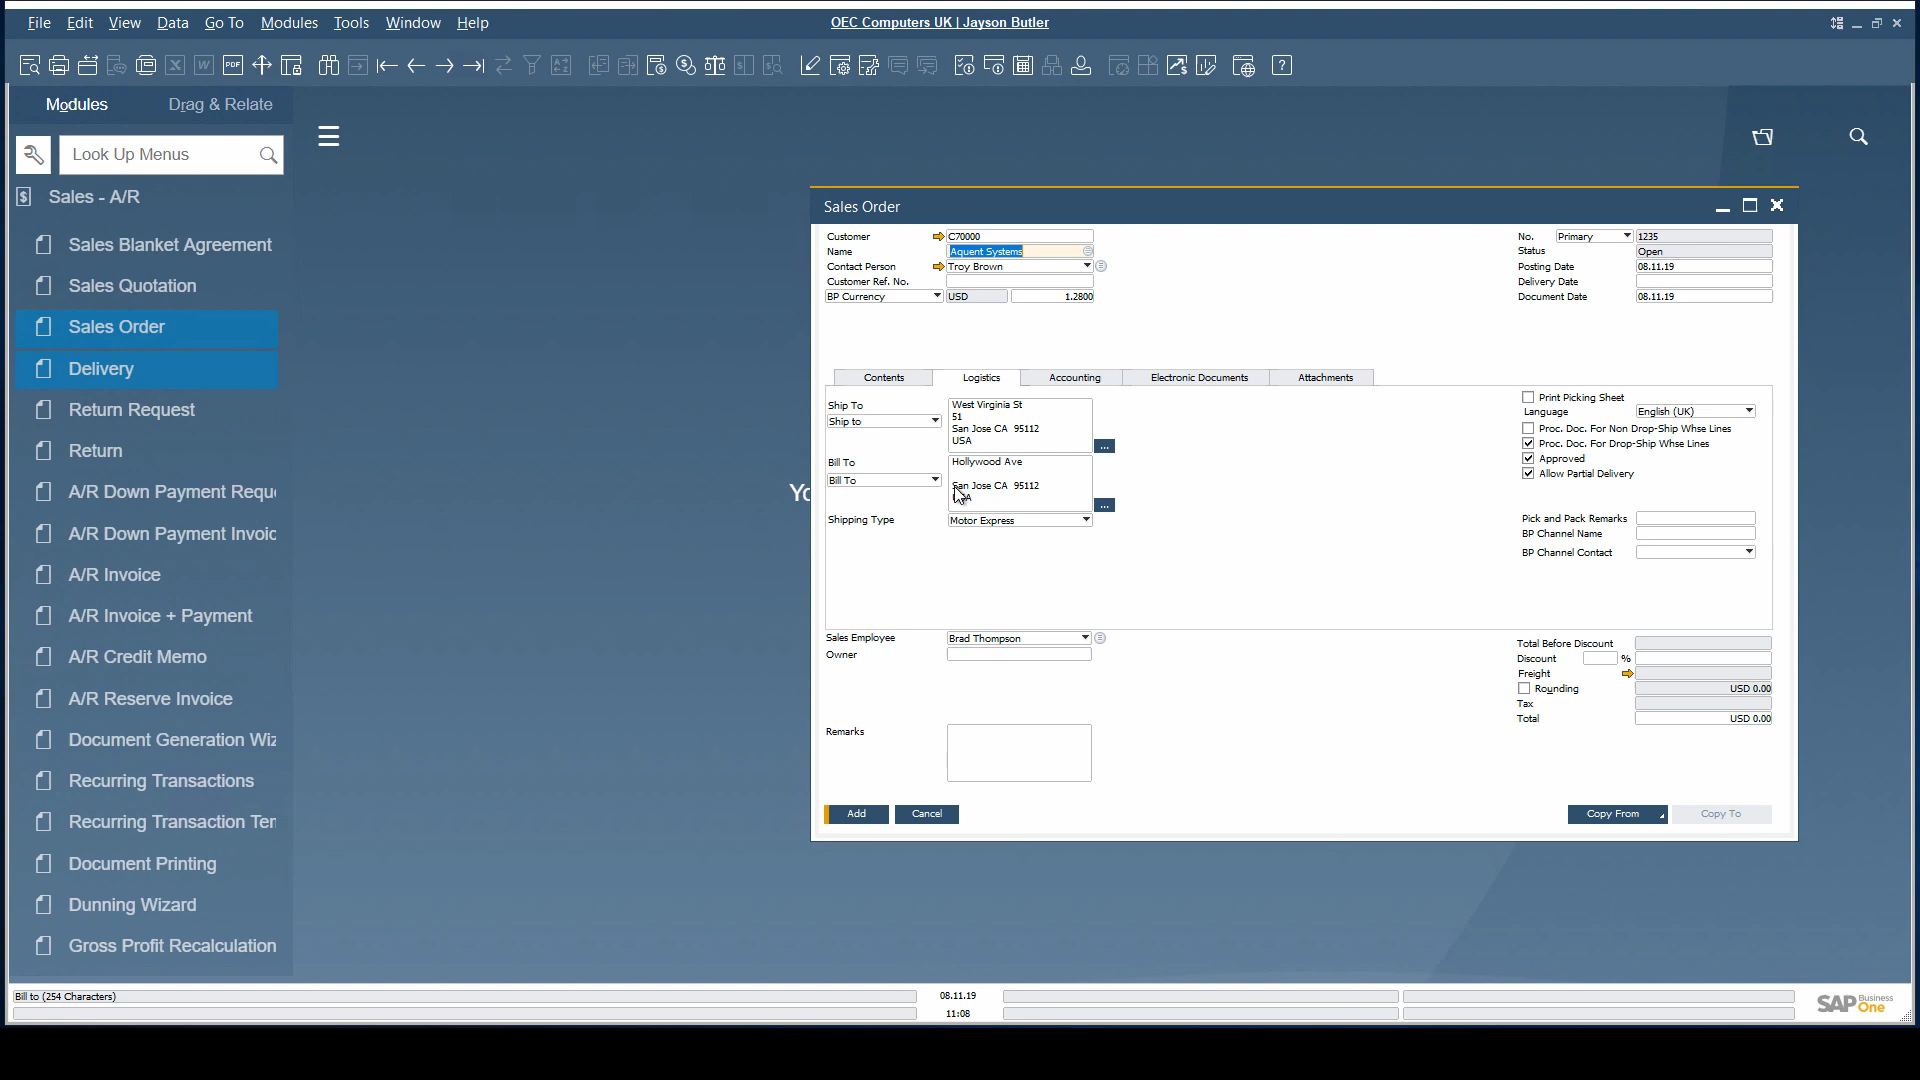 File Edit View Data Go To Modules Tools Window Help
OEC Computers UK | Jayson Butler
PDF
Modules Drag & Relate
Look Up Menus
Sales - A/R
Sales Blanket Agreement
Sales Quotation
Sales Order
Delivery
Return Request
Return
A/R Down Payment Reque
A/R Down Payment Invoic
A/R Invoice
A/R Invoice + Payment
A/R Credit Memo
A/R Reserve Invoice
Document Generation Wiz
Recurring Transactions
Recurring Transaction Ten
Document Printing
Dunning Wizard
Gross Profit Recalculation
Yo
Sales Order
Customer C70000
Name Aquent Systems
Contact Person Troy Brown
Customer Ref. No.
BP Currency USD 1.2800
No. Primary 1235
Status Open
Posting Date 08.11.19
Delivery Date
Document Date 08.11.19
Contents Logistics Accounting Electronic Documents Attachments
Ship To
Ship to
West Virginia St
51
San Jose CA 95112
USA
...
Bill To
Bill To
Hollywood Ave
San Jose CA 95112
...
Shipping Type Motor Express
Print Picking Sheet
Language English (UK)
Proc. Doc. For Non Drop-Ship Whse Lines
Proc. Doc. For Drop-Ship Whse Lines
Approved
Allow Partial Delivery
Pick and Pack Remarks
BP Channel Name
BP Channel Contact
Sales Employee Brad Thompson
Owner
Total Before Discount
Discount %
Freight
Rounding USD 0.00
Tax
Total USD 0.00
Remarks
Add Cancel Copy From Copy To
Bill to (254 Characters) 08.11.19
11:08
SAP Business One